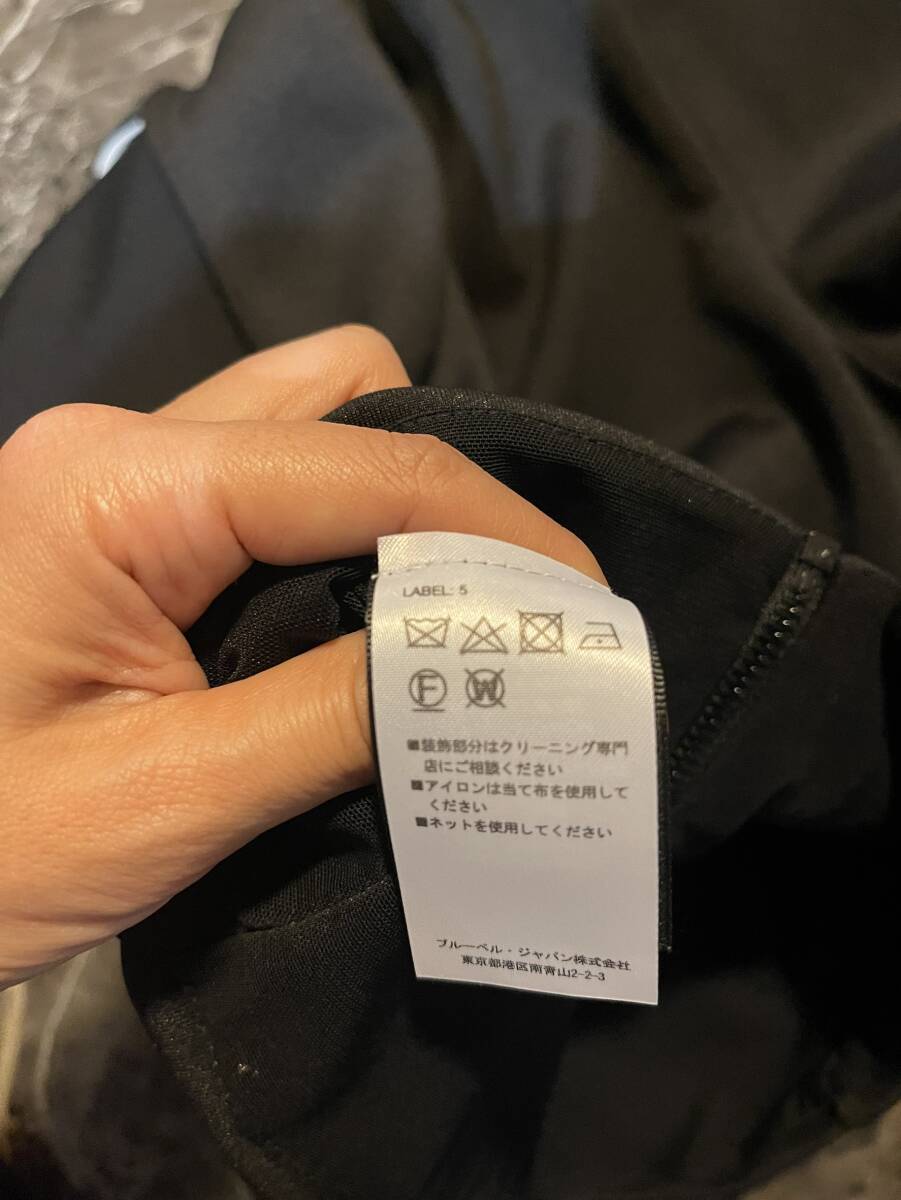 LABEL: 5
F W
■装飾部分はクリーニング専門
店にご相談ください
■アイロンは当て布を使用して
ください
■ネットを使用してください
ブルーベル・ジャパン株式会社
東京都港区南青山2-2-3